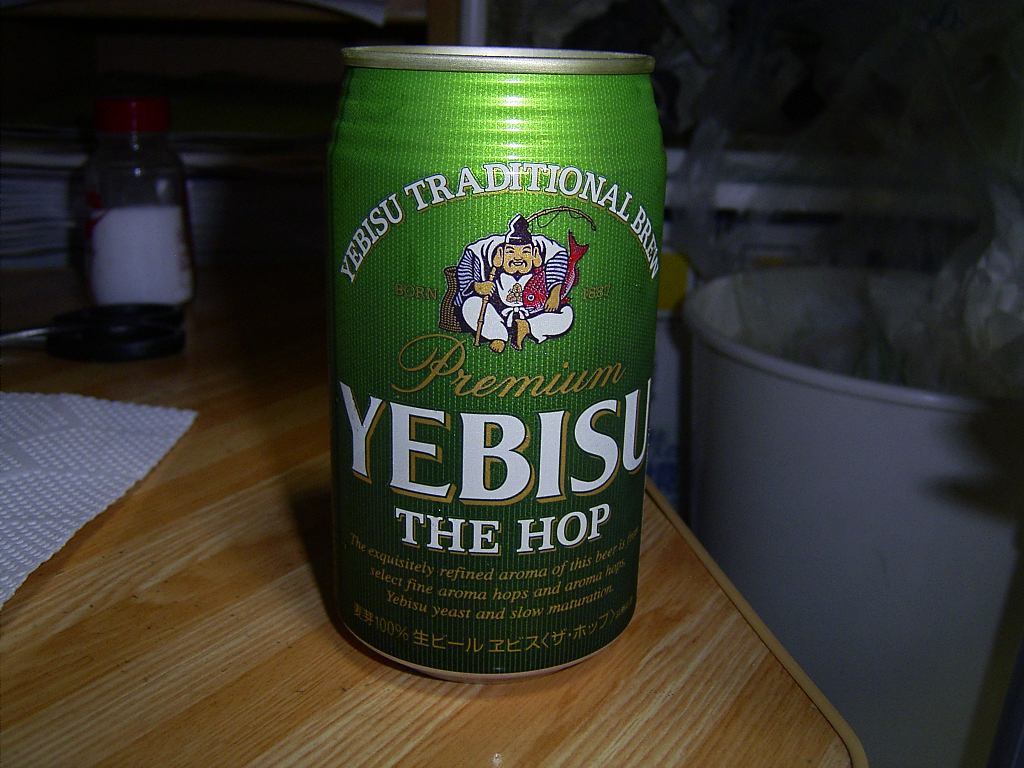 YEBISU TRADITIONAL BREW
BORN 1887
Premium
YEBISU
THE HOP
The exquisitely refined aroma of this beer is
select fine aroma hops and aroma hops,
Yebisu yeast and slow maturation.
麦芽100% 生ビール ヱビス〈ザ・ホップ〉